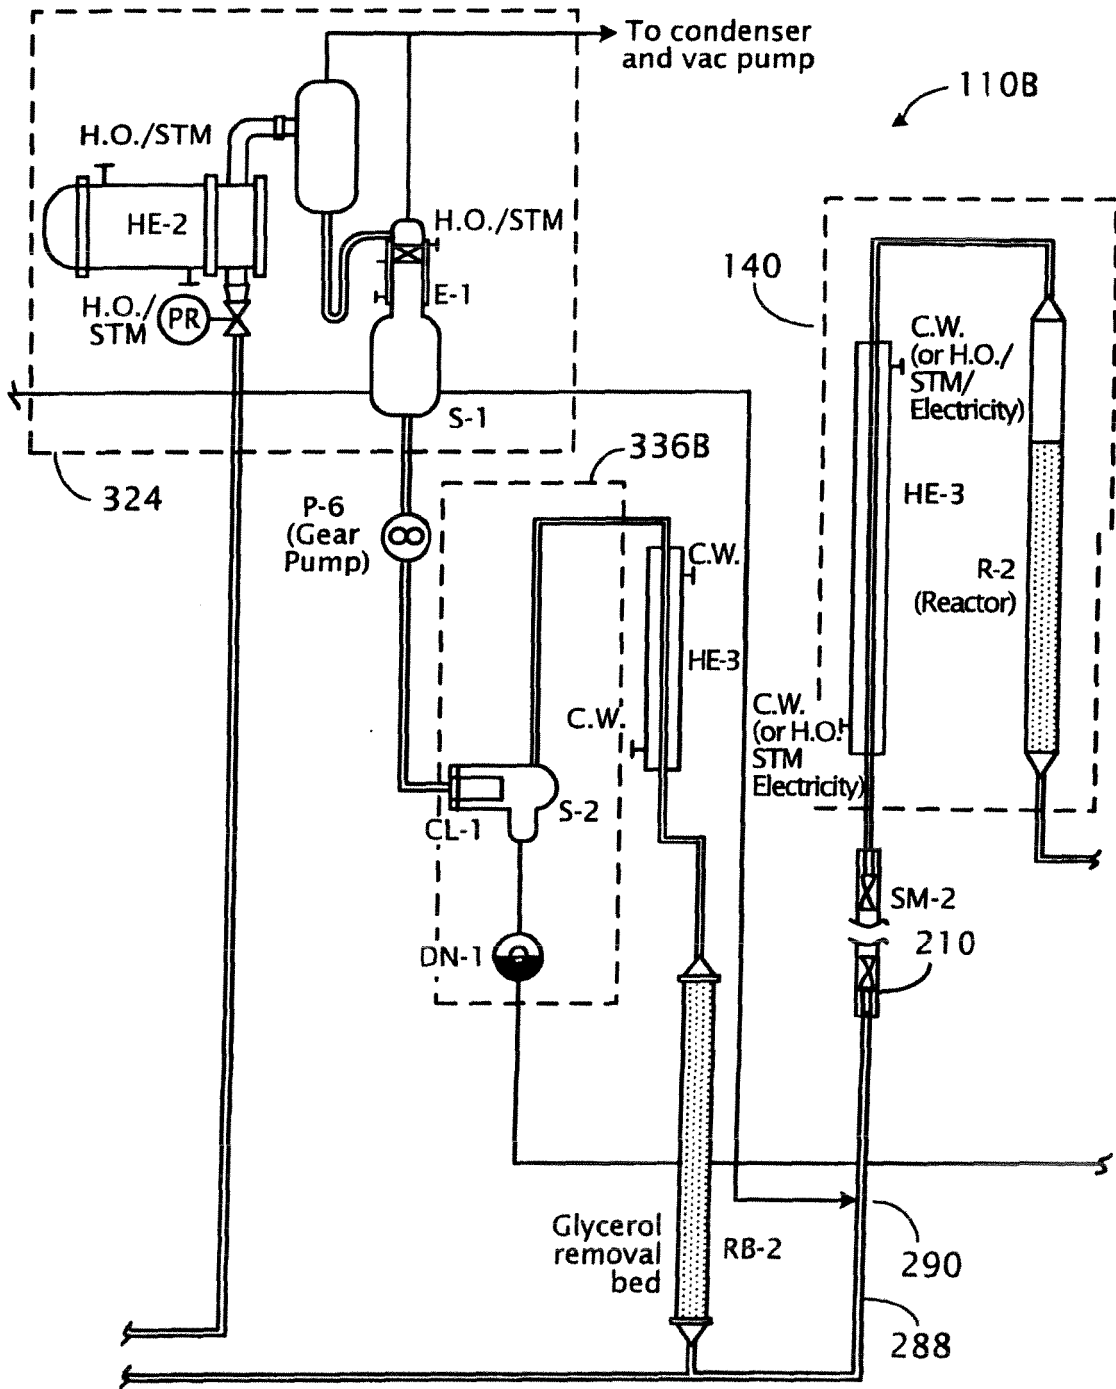 To condenser
and vac pump
110B
H.O./STM
HE-2
H.O./STM
140
E-1
H.O./
STM
PR
C.W.
(or H.O./
STM/
Electricity)
S-1
336B
324
HE-3
P-6
(Gear
Pump)
C.W.
R-2
(Reactor)
HE-3
C.W.
C.W.
(or H.O.
STM
Electricity)
S-2
CL-1
SM-2
210
DN-1
Glycerol
removal
bed
RB-2
290
288